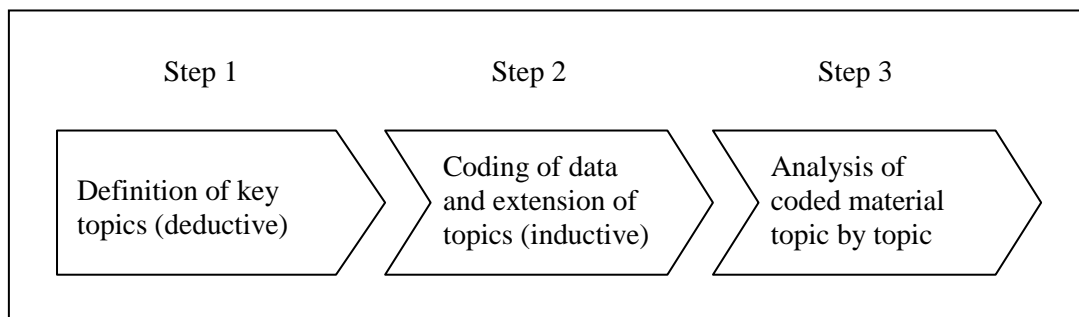 Step 1
Step 2
Step 3
Definition of key
topics (deductive)
Coding of data
and extension of
topics (inductive)
Analysis of
coded material
topic by topic